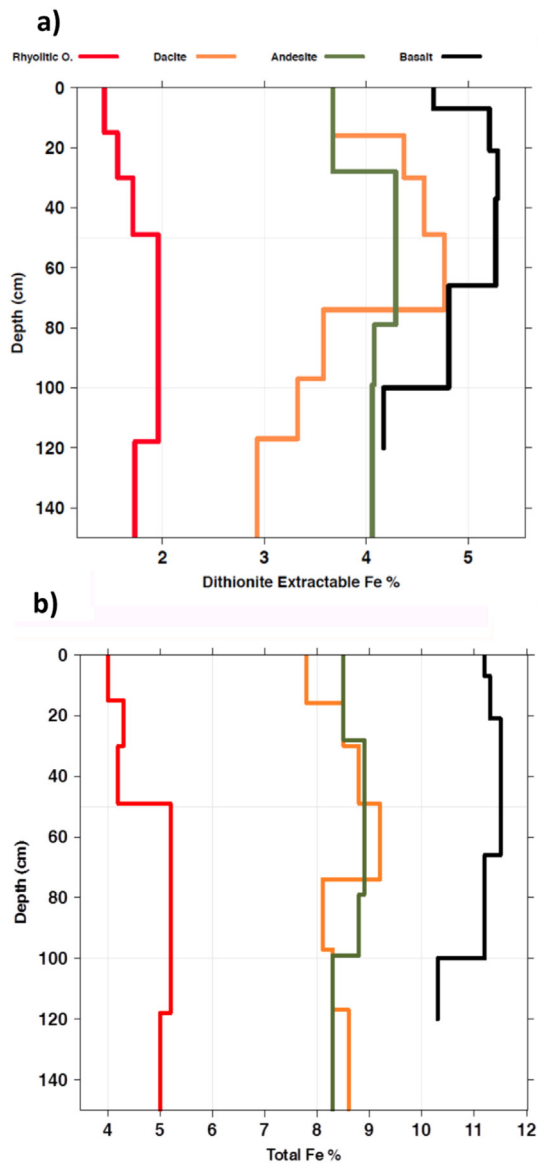 a)
Rhyolitic O. Dacite Andesite Basalt
0
20
40
60
80
100
120
140
Depth (cm)
2 3 4 5
Dithionite Extractable Fe %
b)
0
20
40
60
80
100
120
140
Depth (cm)
4 5 6 7 8 9 10 11 12
Total Fe %